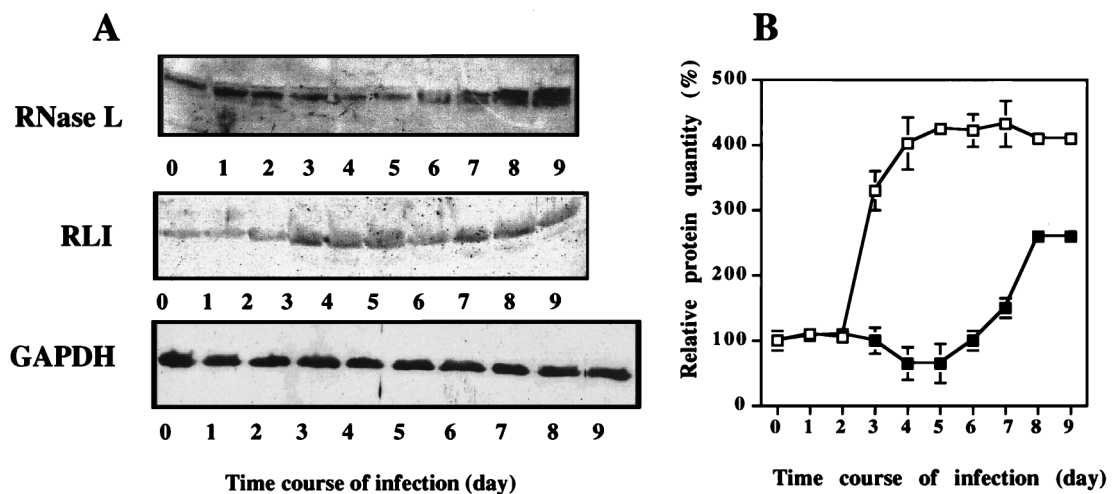 A
RNase L
0 1 2 3 4 5 6 7 8 9
RLI
0 1 2 3 4 5 6 7 8 9
GAPDH
0 1 2 3 4 5 6 7 8 9
Time course of infection (day)
B
Relative protein quantity (%)
500
400
300
200
100
0
0 1 2 3 4 5 6 7 8 9
Time course of infection (day)